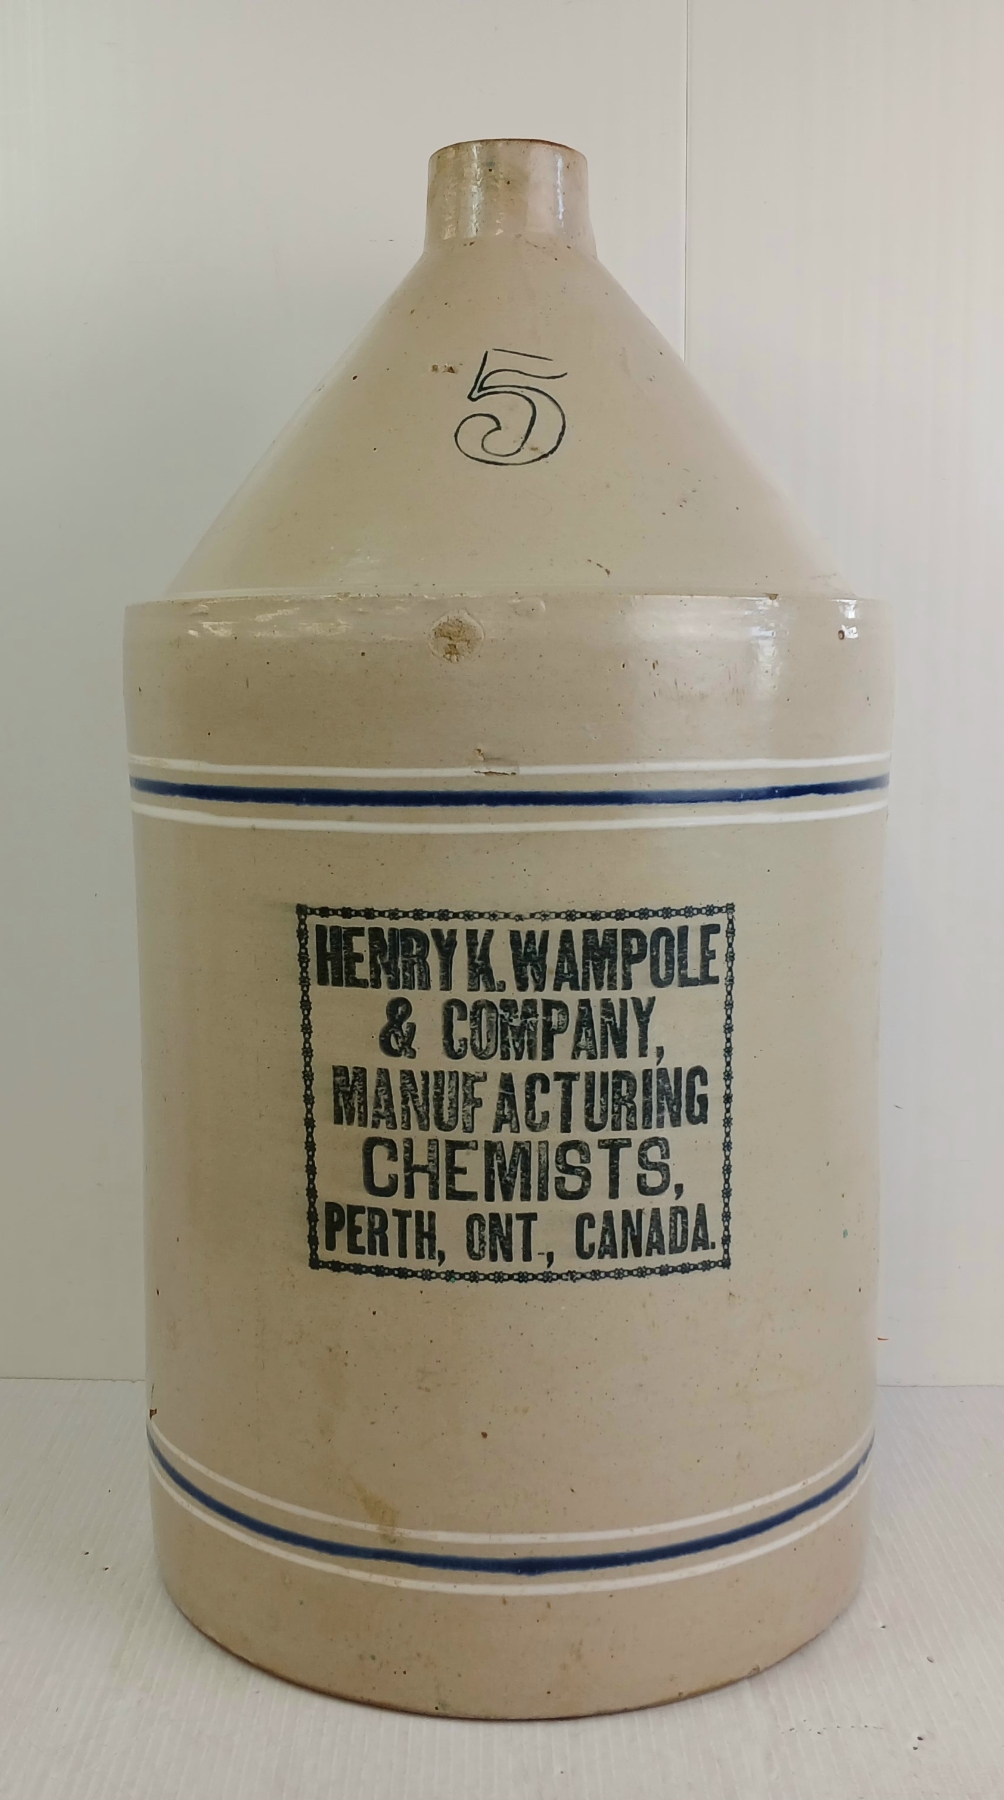 5
HENRY K. WAMPOLE
& COMPANY,
MANUFACTURING
CHEMISTS,
PERTH, ONT., CANADA.